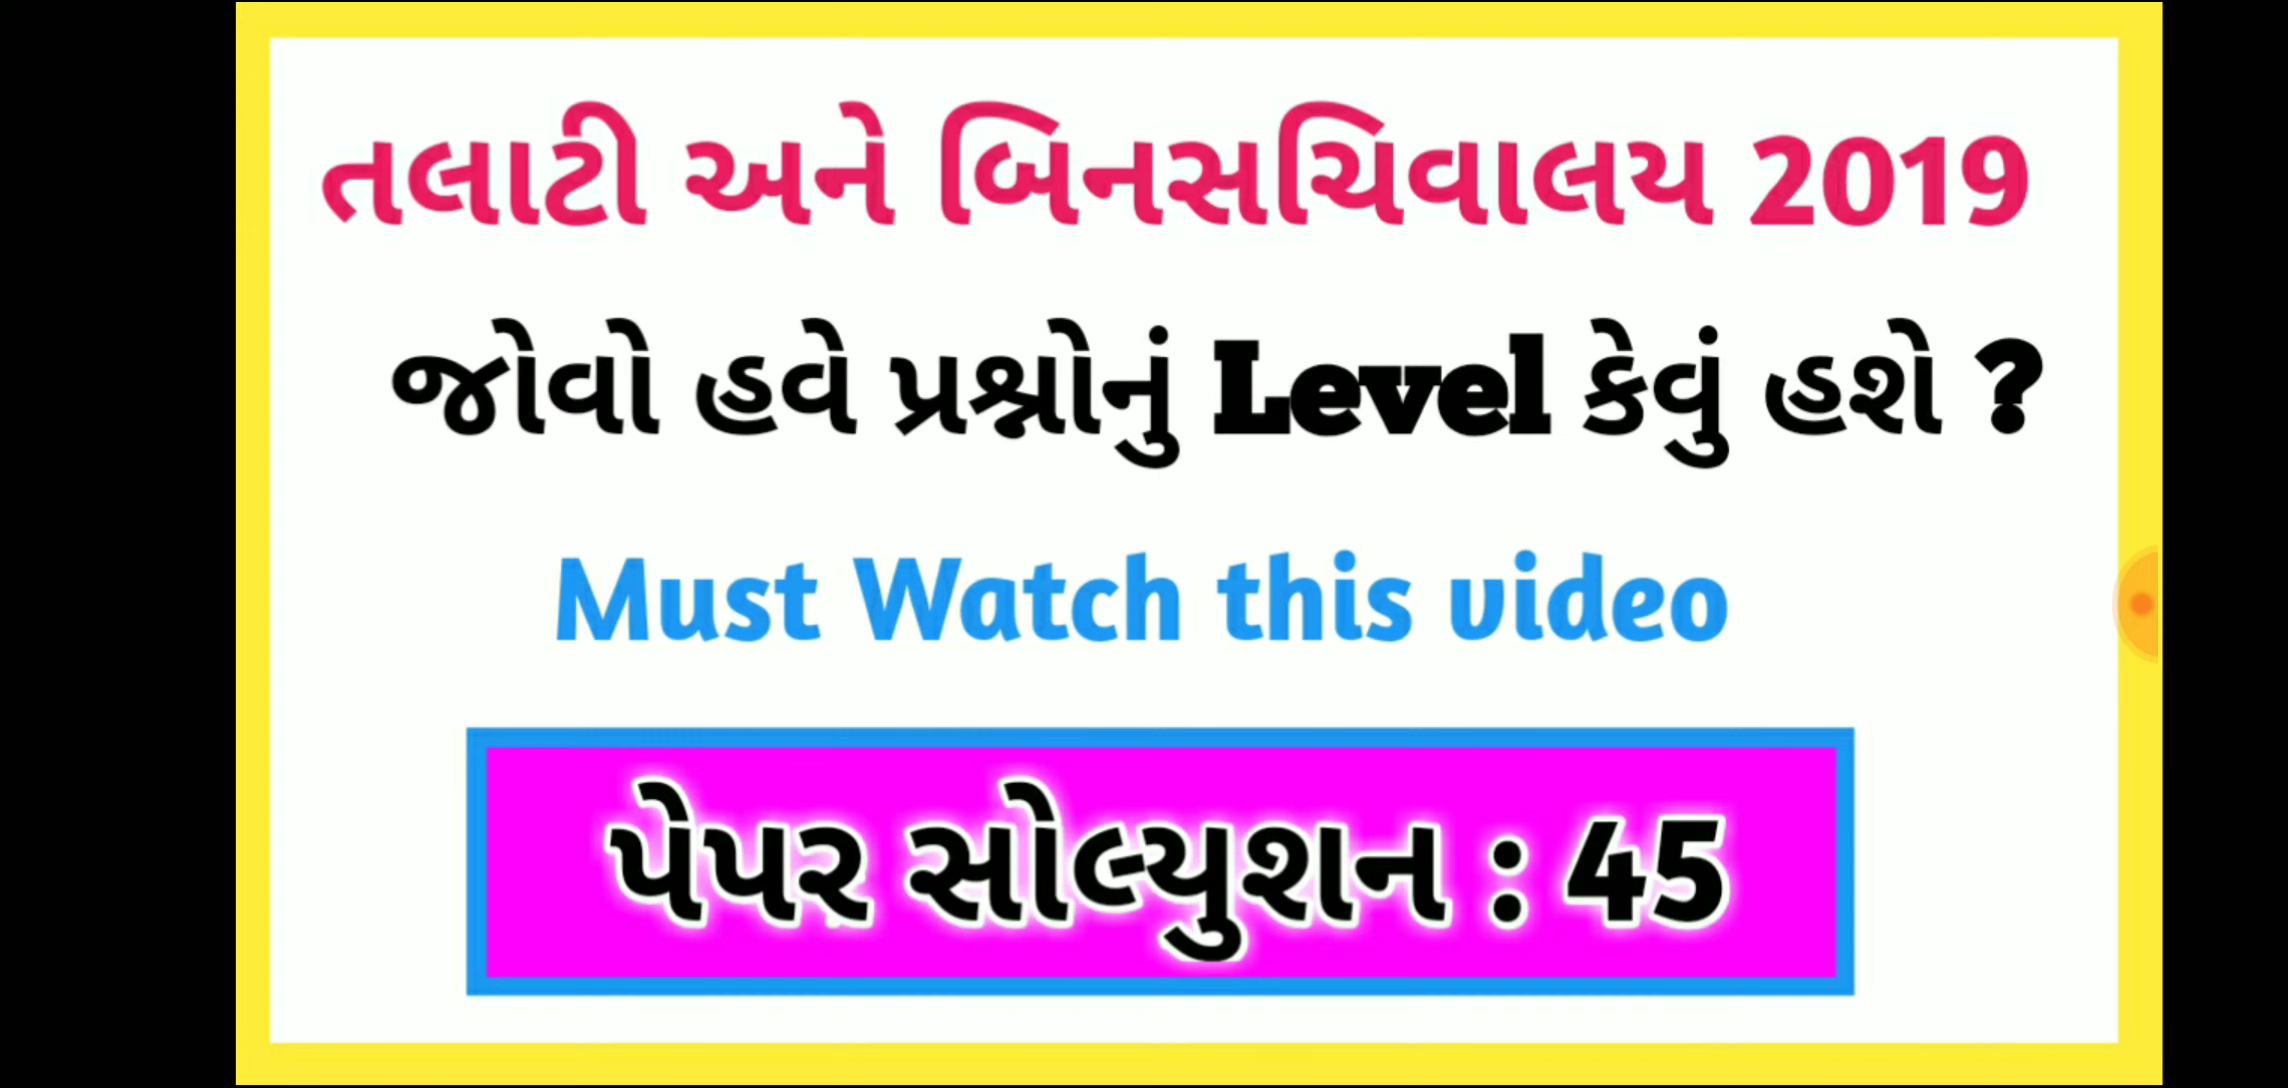 તલાટી અને બિનસચિવાલય 2019
જોવો હવે પ્રશ્નોનું Level કેવું હશે ?
Must Watch this video
પેપર સોલ્યુશન : 45